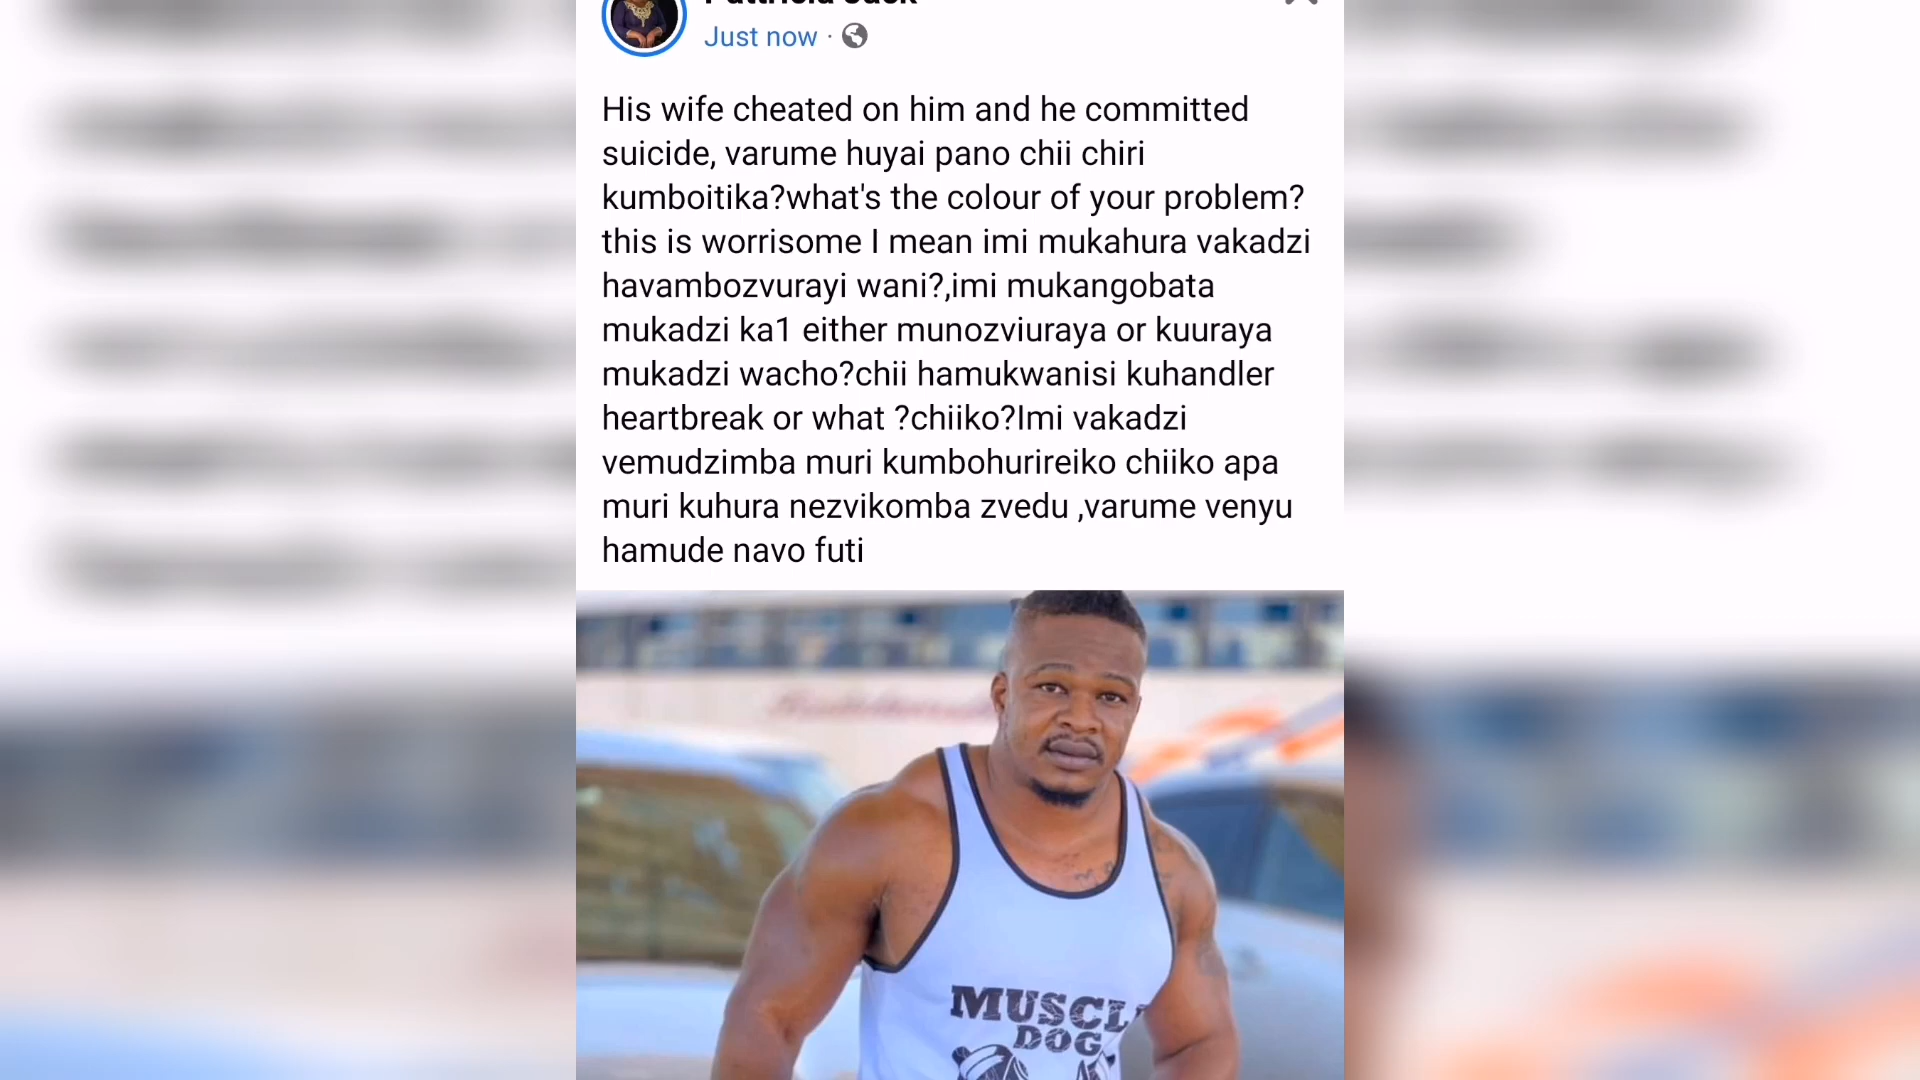 Just now ·
His wife cheated on him and he committed
suicide, varume huyai pano chii chiri
kumboitika?what's the colour of your problem?
this is worrisome I mean imi mukahura vakadzi
havambozvurayi wani?,imi mukangobata
mukadzi ka1 either munozviuraya or kuuraya
mukadzi wacho?chii hamukwanisi kuhandler
heartbreak or what ?chiiko?Imi vakadzi
vemudzimba muri kumbohurireiko chiiko apa
muri kuhura nezvikomba zvedu ,varume venyu
hamude navo futi
MUSCL
DOG